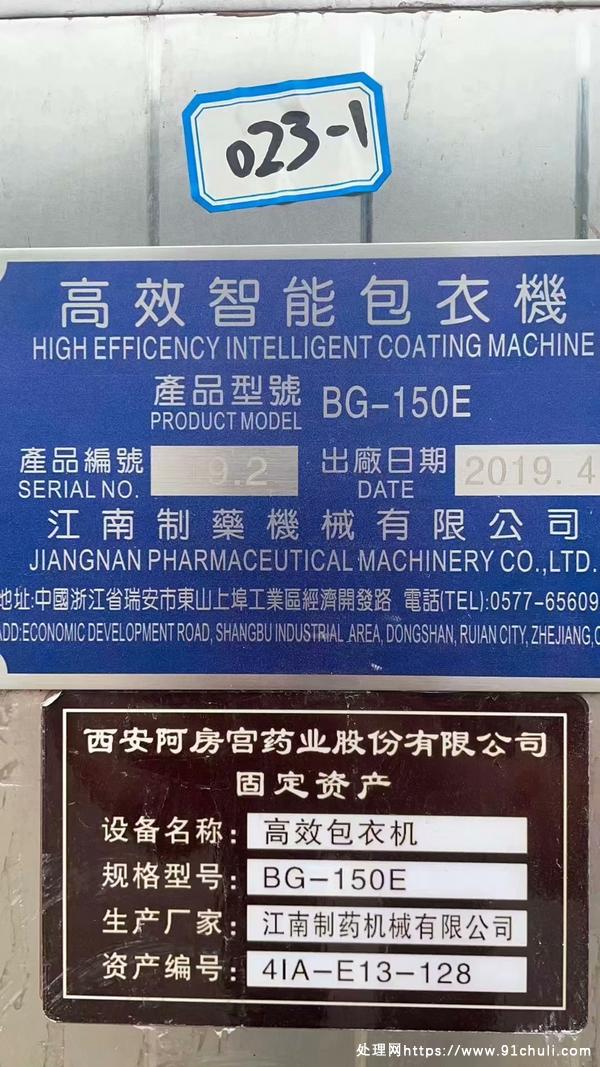 023-1
高效智能包衣機
HIGH EFFICENCY INTELLIGENT COATING MACHINE
產品型號 BG-150E
PRODUCT MODEL
產品編號 9.2 出廠日期 2019.4
SERIAL NO. DATE
江南制藥機械有限公司
JIANGNAN PHARMACEUTICAL MACHINERY CO.,LTD.
地址:中國浙江省瑞安市東山上埠工業區經濟開發路 電話(TEL):0577-65609
ADD:ECONOMIC DEVELOPMENT ROAD, SHANGBU INDUSTRIAL AREA, DONGSHAN, RUIAN CITY, ZHEJIANG,C
西安阿房宫药业股份有限公司
固定资产
设备名称: 高效包衣机
规格型号: BG-150E
生产厂家: 江南制药机械有限公司
资产编号: 4IA-E13-128
处理网https://www.91chuli.com/